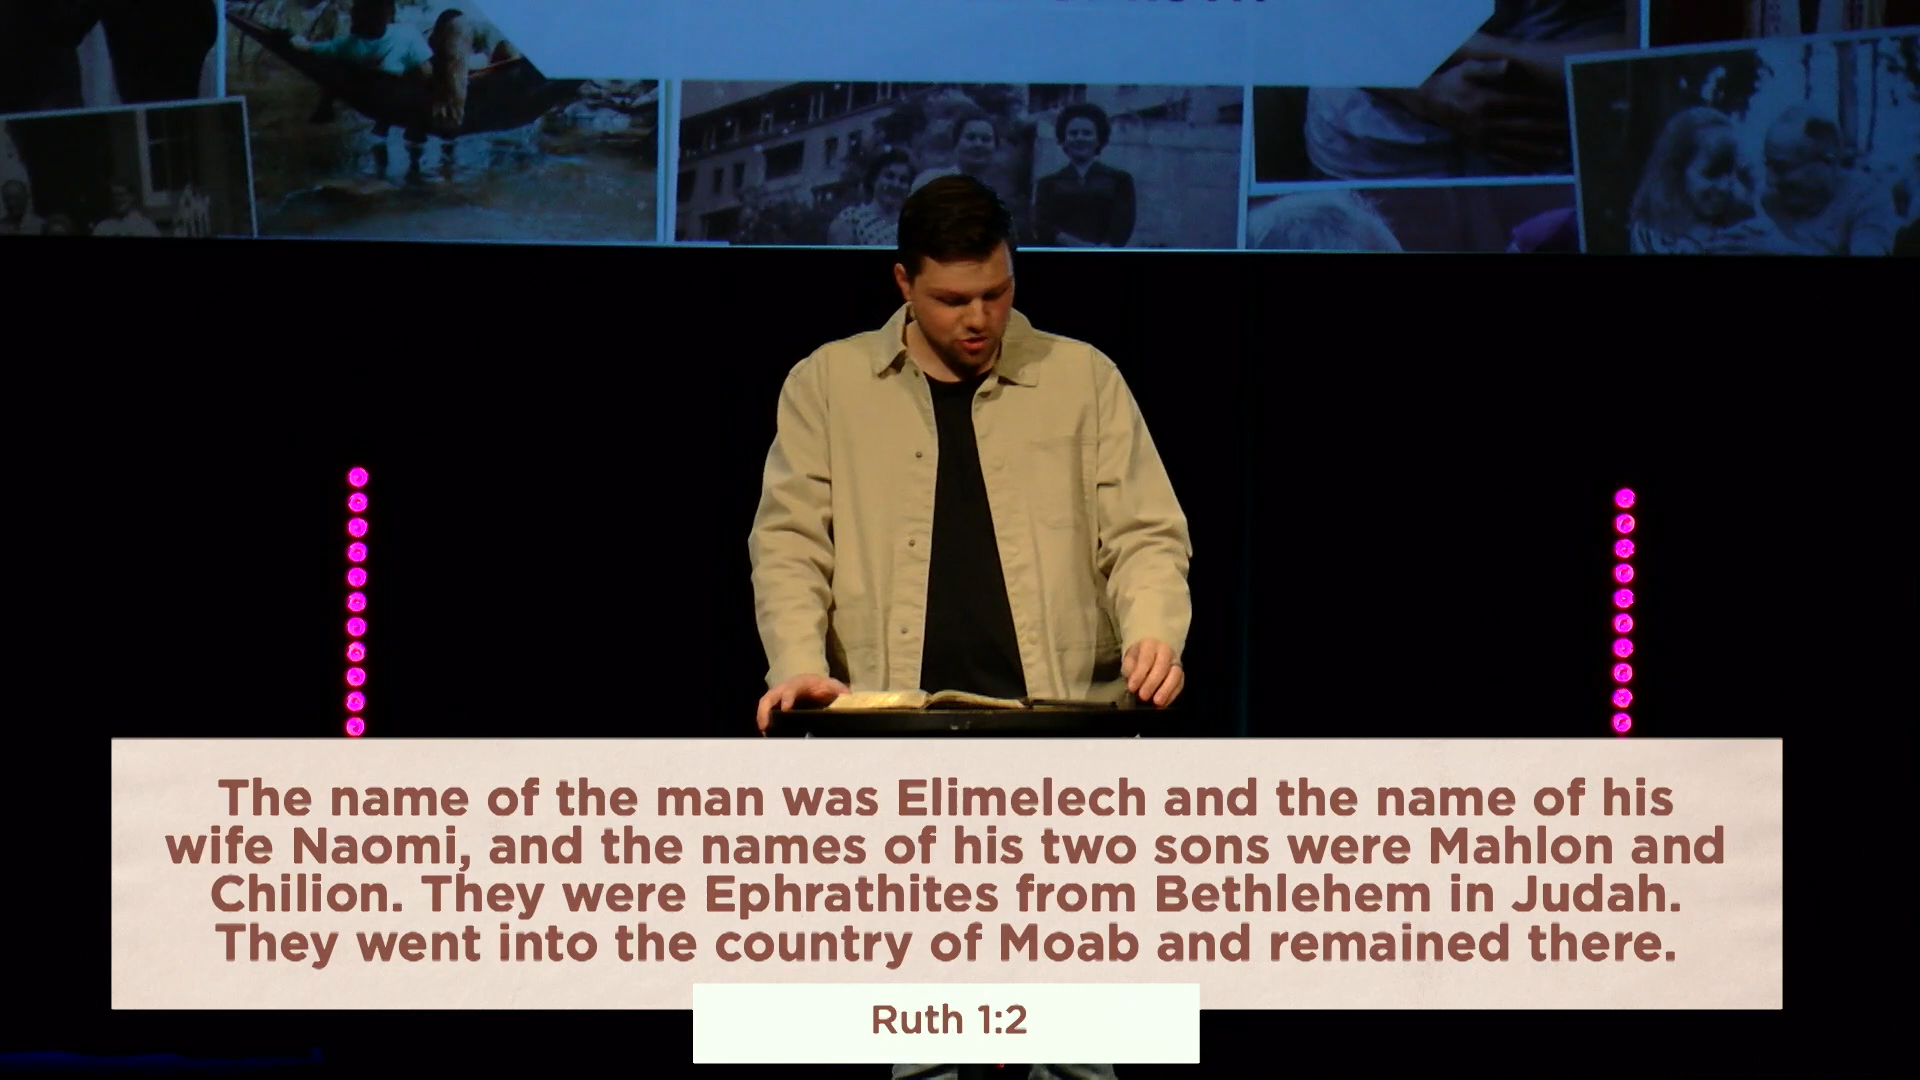 The name of the man was Elimelech and the name of his
wife Naomi, and the names of his two sons were Mahlon and
Chilion. They were Ephrathites from Bethlehem in Judah.
They went into the country of Moab and remained there.
Ruth 1:2